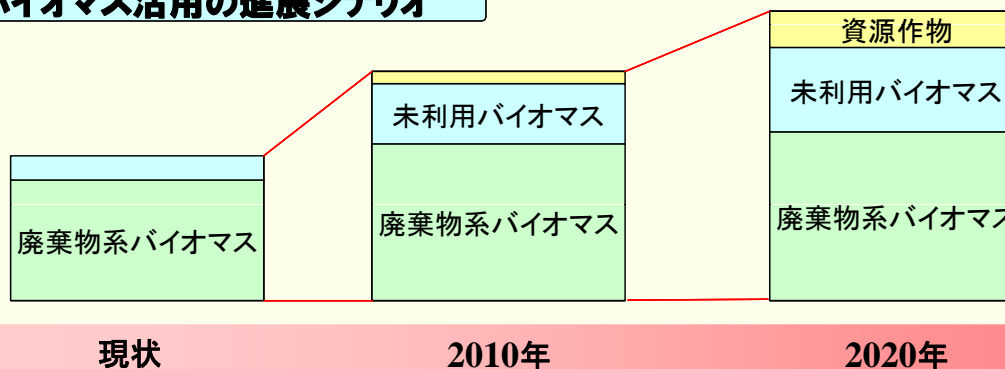 バイオマス活用の進展シナリオ
資源作物
未利用バイオマス
未利用バイオマス
廃棄物系バイオマス
廃棄物系バイオマス
廃棄物系バイオマス
現状
2010年
2020年